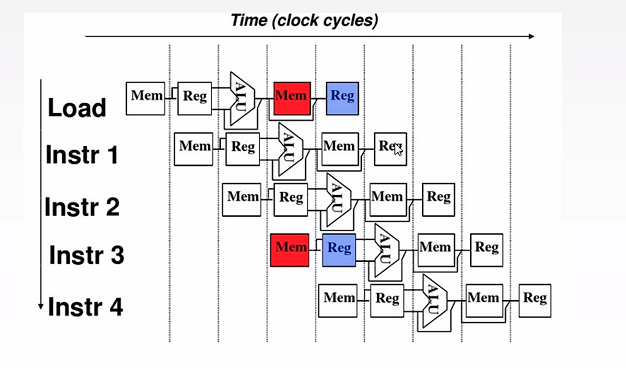 Time (clock cycles)
Load Mem Reg ALU Mem Reg
Instr 1 Mem Reg ALU Mem Reg
Instr 2 Mem Reg ALU Mem Reg
Instr 3 Mem Reg ALU Mem Reg
Instr 4 Mem Reg ALU Mem Reg